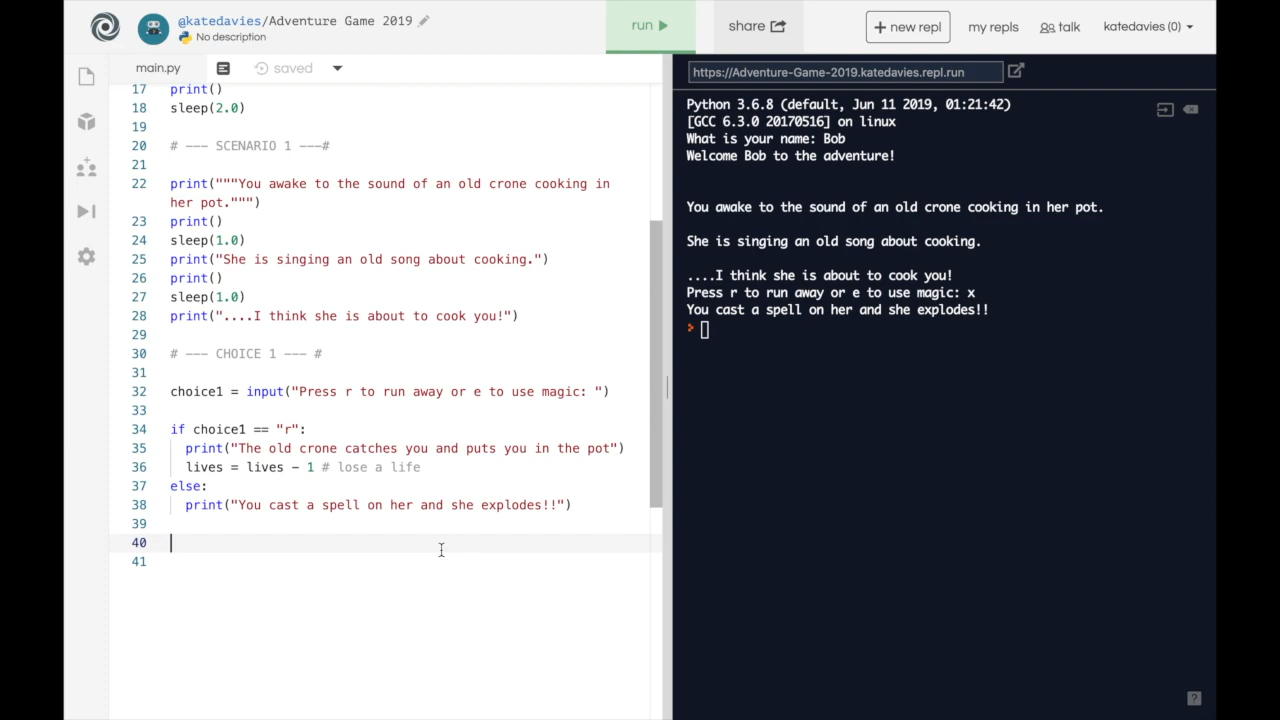 @katedavies/Adventure Game 2019
No description
run
share
+ new repl
my repls
talk
katedavies (0)
main.py
saved
17 print()
18 sleep(2.0)
19
20 # --- SCENARIO 1 ---#
21
22 print("""You awake to the sound of an old crone cooking in
her pot.""")
23 print()
24 sleep(1.0)
25 print("She is singing an old song about cooking.")
26 print()
27 sleep(1.0)
28 print("....I think she is about to cook you!")
29
30 # --- CHOICE 1 --- #
31
32 choice1 = input("Press r to run away or e to use magic: ")
33
34 if choice1 == "r":
35 print("The old crone catches you and puts you in the pot")
36 lives = lives - 1 # lose a life
37 else:
38 print("You cast a spell on her and she explodes!!")
39
40
41
https://Adventure-Game-2019.katedavies.repl.run
Python 3.6.8 (default, Jun 11 2019, 01:21:42)
[GCC 6.3.0 20170516] on linux
What is your name: Bob
Welcome Bob to the adventure!
You awake to the sound of an old crone cooking in her pot.
She is singing an old song about cooking.
....I think she is about to cook you!
Press r to run away or e to use magic: x
You cast a spell on her and she explodes!!
?